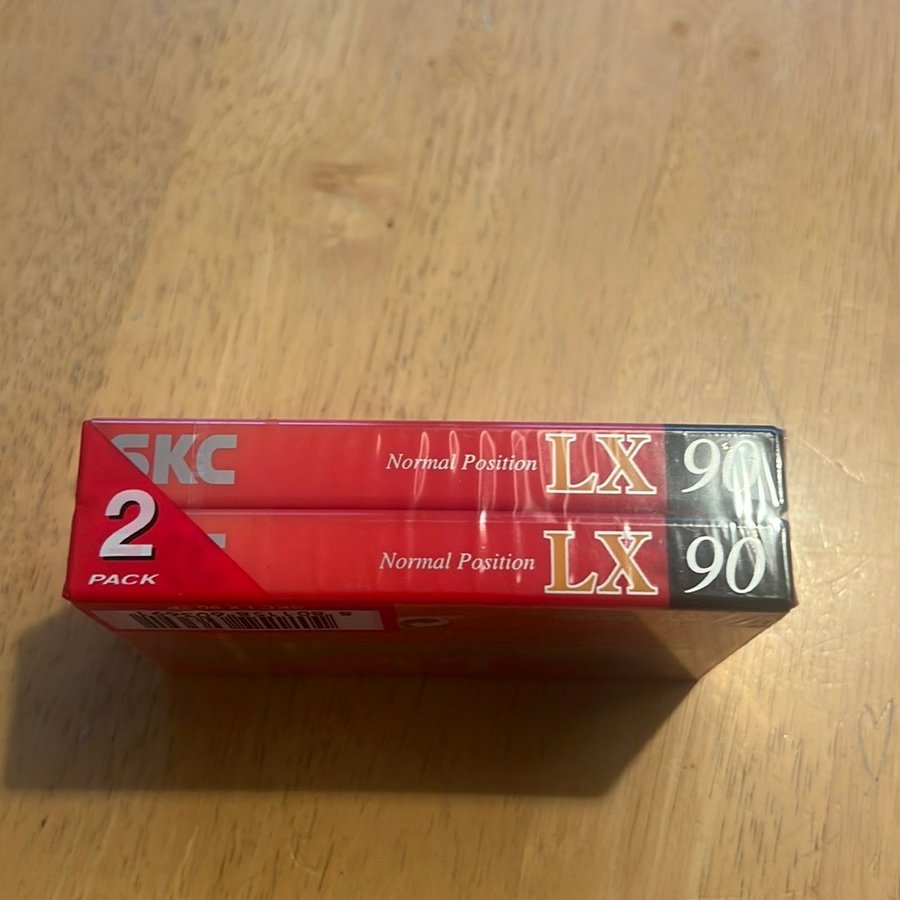 SKC
Normal Position LX 90
2
PACK
Normal Position LX 90